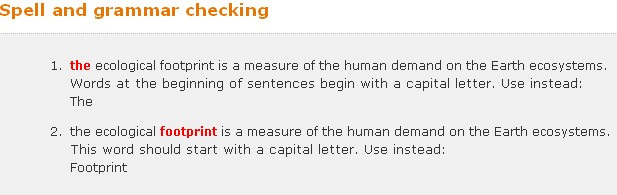 Spell and grammar checking
1. the ecological footprint is a measure of the human demand on the Earth ecosystems.
Words at the beginning of sentences begin with a capital letter. Use instead:
The
2. the ecological footprint is a measure of the human demand on the Earth ecosystems.
This word should start with a capital letter. Use instead:
Footprint